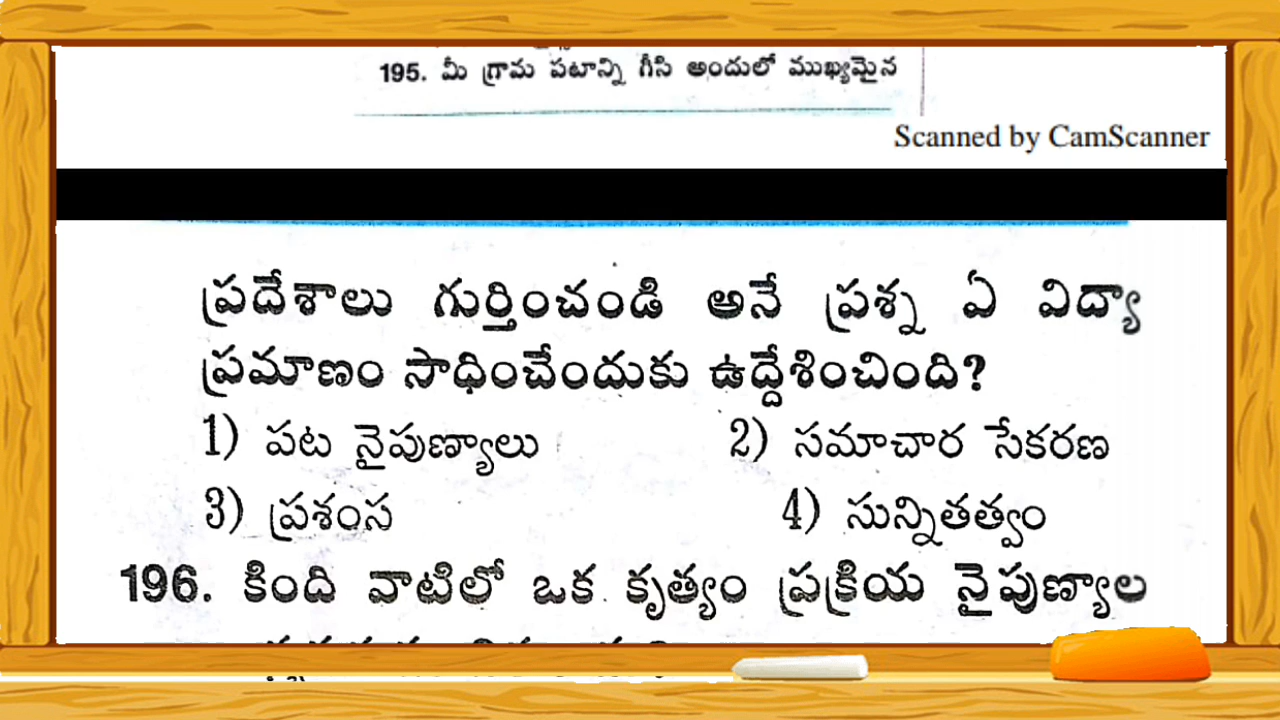 195. మీ గ్రామ పటాన్ని గీసి అందులో ముఖ్యమైన
Scanned by CamScanner
ప్రదేశాలు గుర్తించండి అనే ప్రశ్న ఏ విద్యా
ప్రమాణం సాధించేందుకు ఉద్దేశించింది?
1) పట నైపుణ్యాలు 2) సమాచార సేకరణ
3) ప్రశంస 4) సున్నితత్వం
196. కింది వాటిలో ఒక కృత్యం ప్రక్రియ నైపుణ్యాల